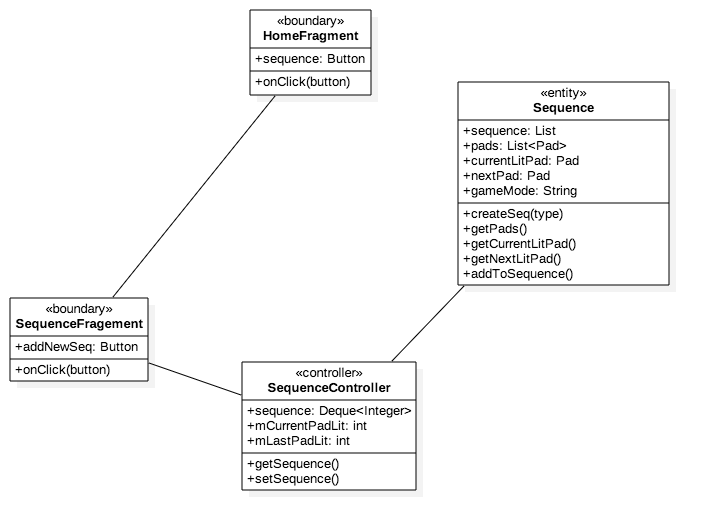 «boundary»
HomeFragment
+sequence: Button
+onClick(button)
«entity»
Sequence
+sequence: List
+pads: List<Pad>
+currentLitPad: Pad
+nextPad: Pad
+gameMode: String
+createSeq(type)
+getPads()
+getCurrentLitPad()
+getNextLitPad()
+addToSequence()
«boundary»
SequenceFragement
+addNewSeq: Button
+onClick(button)
«controller»
SequenceController
+sequence: Deque<Integer>
+mCurrentPadLit: int
+mLastPadLit: int
+getSequence()
+setSequence()